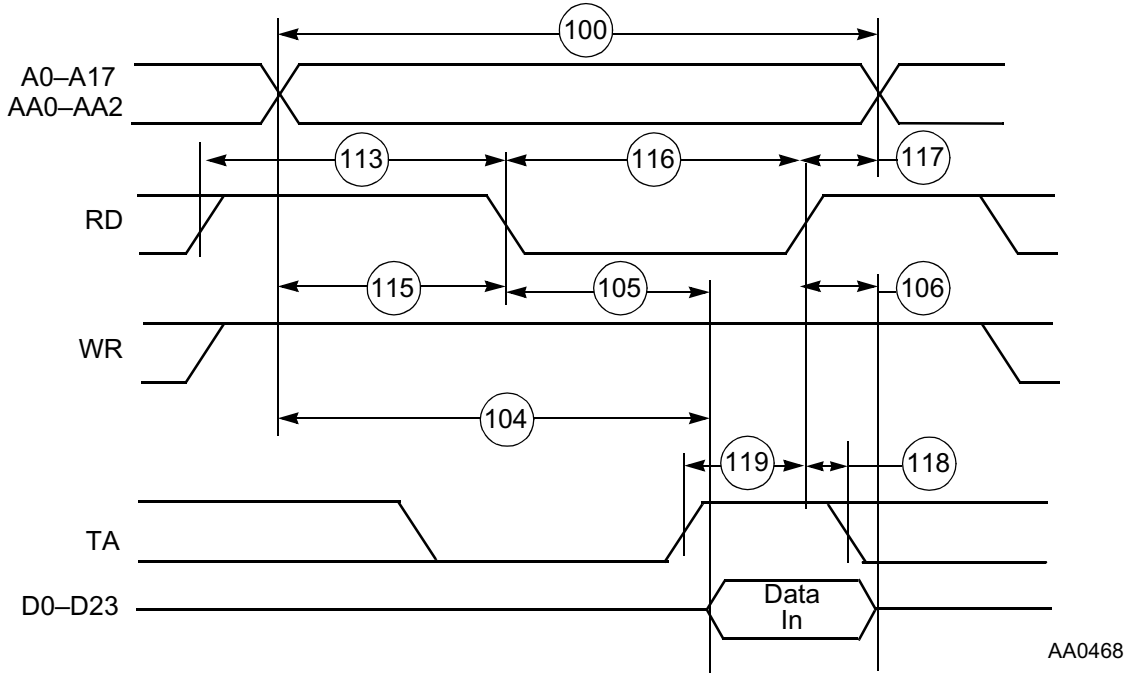 100
A0–A17
AA0–AA2
113
116
117
RD
115
105
106
WR
104
119
118
TA
D0–D23
Data
In
AA0468